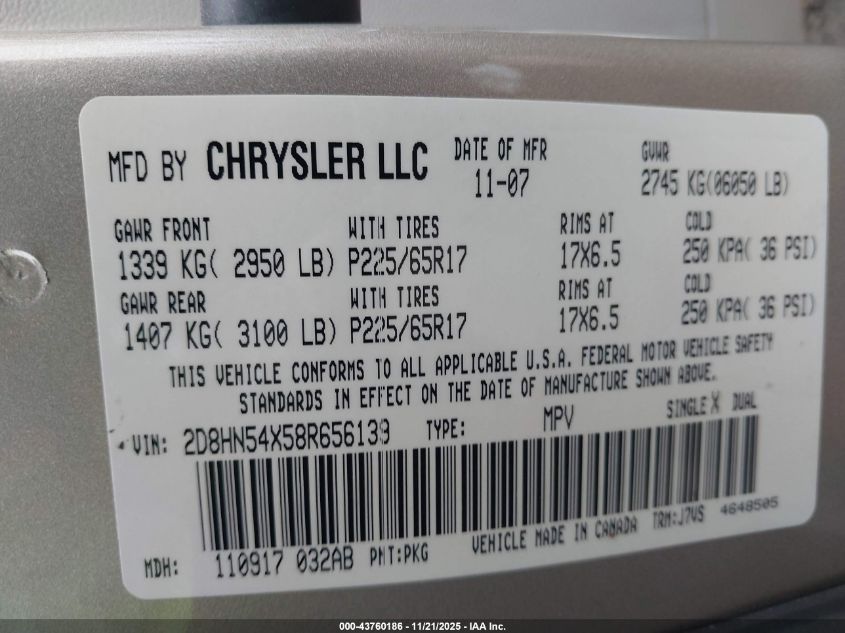 MFD BY CHRYSLER LLC DATE OF MFR GVWR
11-07 2745 KG(06050 LB)
GAWR FRONT WITH TIRES RIMS AT COLD
1339 KG( 2950 LB) P225/65R17 17X6.5 250 KPA( 36 PSI)
GAWR REAR WITH TIRES RIMS AT COLD
1407 KG( 3100 LB) P225/65R17 17X6.5 250 KPA( 36 PSI)
THIS VEHICLE CONFORMS TO ALL APPLICABLE U.S.A. FEDERAL MOTOR VEHICLE SAFETY
STANDARDS IN EFFECT ON THE DATE OF MANUFACTURE SHOWN ABOVE.
VIN: 2D8HN54X58R656139 TYPE: MPV SINGLE X DUAL
MDH: 110917 032AB PNT:PKG VEHICLE MADE IN CANADA TRM:J7VS 4648505
000-43760186 - 11/21/2025 - IAA Inc.